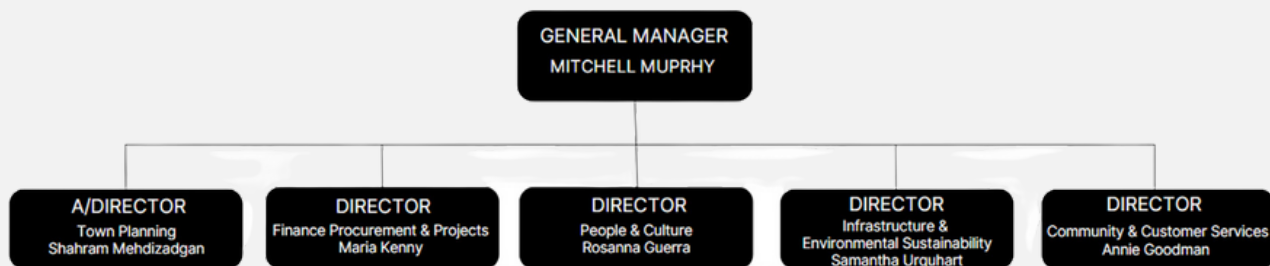 GENERAL MANAGER
MITCHELL MUPRHY
A/DIRECTOR
Town Planning
Shahram Mehdizadgan
DIRECTOR
Finance Procurement & Projects
Maria Kenny
DIRECTOR
People & Culture
Rosanna Guerra
DIRECTOR
Infrastructure &
Environmental Sustainability
Samantha Urquhart
DIRECTOR
Community & Customer Services
Annie Goodman